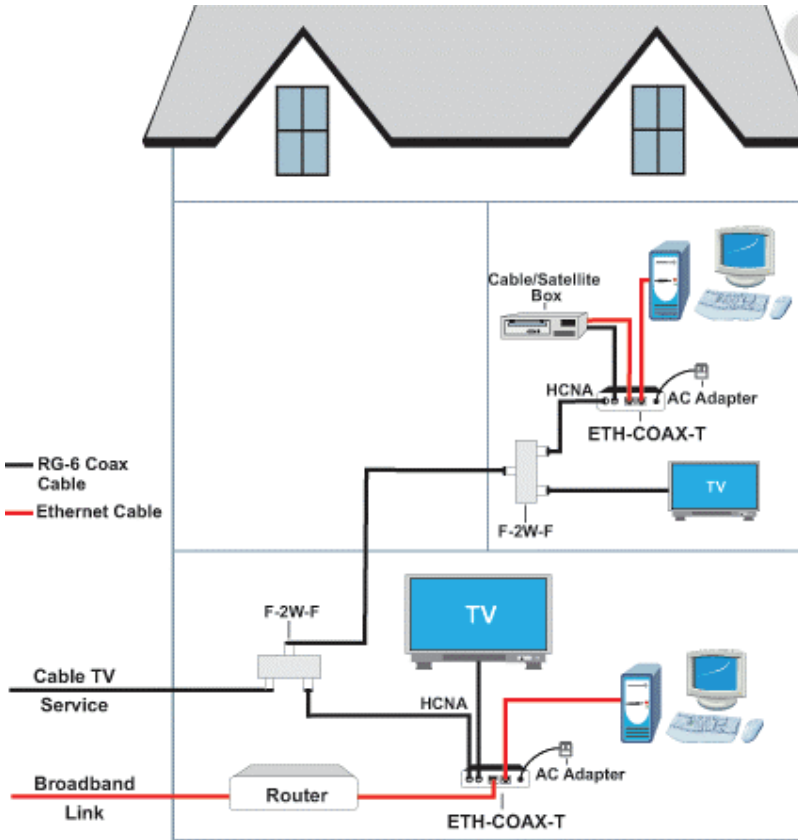 Cable/Satellite
Box
HCNA
AC Adapter
ETH-COAX-T
RG-6 Coax
Cable
Ethernet Cable
TV
F-2W-F
F-2W-F
TV
Cable TV
Service
HCNA
AC Adapter
Broadband
Link
Router
ETH-COAX-T